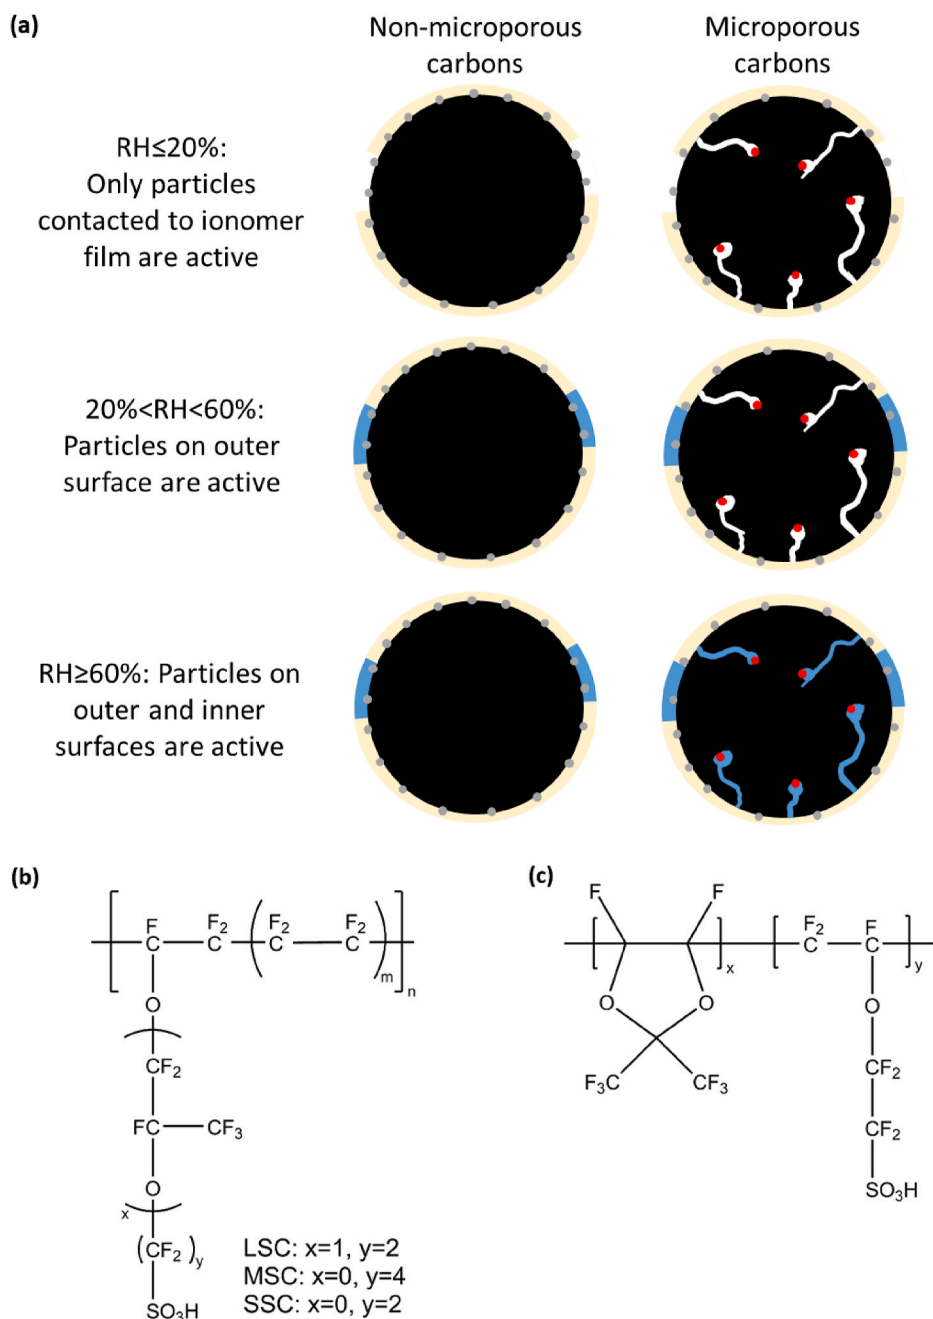 (a)
Non-microporous
carbons
Microporous
carbons
RH≤20%:
Only particles
contacted to ionomer
film are active
20%<RH<60%:
Particles on outer
surface are active
RH≥60%: Particles on
outer and inner
surfaces are active
(b)
F
C
F2
C
F2
C
F2
C
m
n
O
CF2
FC
CF3
O
x
(CF2)y
SO3H
LSC: x=1, y=2
MSC: x=0, y=4
SSC: x=0, y=2
(c)
F
F
x
F2
C
F
C
y
O
O
O
F3C
CF3
CF2
CF2
SO3H